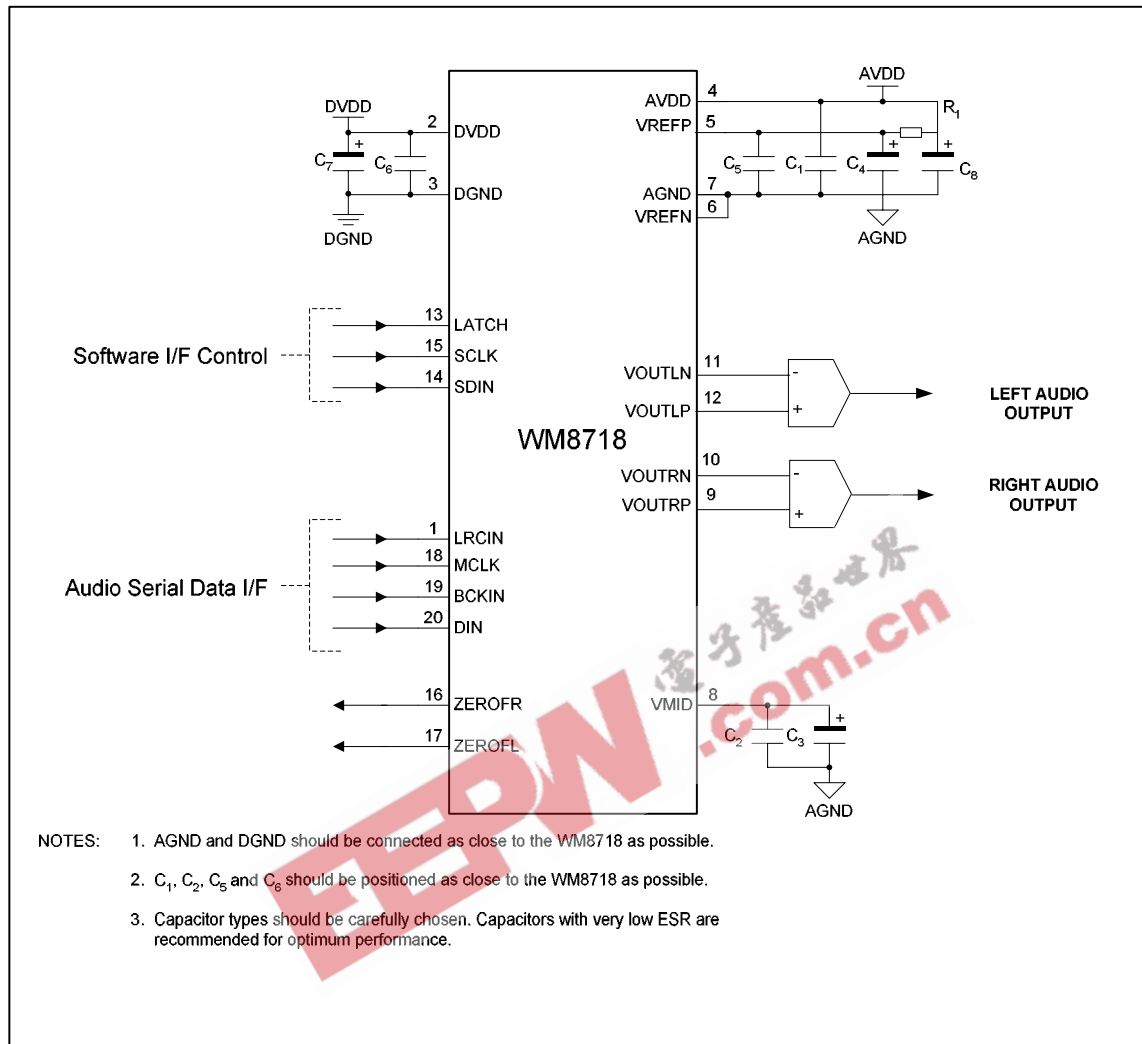 DVDD
2
DVDD
C7
+
C6
3
DGND
DGND
AVDD
AVDD
4
VREFP
5
R1
+
+
C5
C1
C4
C8
AGND
7
VREFN
6
AGND
Software I/F Control
13
LATCH
15
SCLK
14
SDIN
WM8718
VOUTLN
11
-
VOUTLP
12
+
LEFT AUDIO
OUTPUT
VOUTRN
10
-
VOUTRP
9
+
RIGHT AUDIO
OUTPUT
Audio Serial Data I/F
1
LRCIN
18
MCLK
19
BCKIN
20
DIN
16
ZEROFR
17
ZEROFL
VMID
8
C2
C3
+
AGND
EEPW
.com.cn
電子產品世界
NOTES:
1. AGND and DGND should be connected as close to the WM8718 as possible.
2. C1, C2, C5 and C6 should be positioned as close to the WM8718 as possible.
3. Capacitor types should be carefully chosen. Capacitors with very low ESR are
recommended for optimum performance.